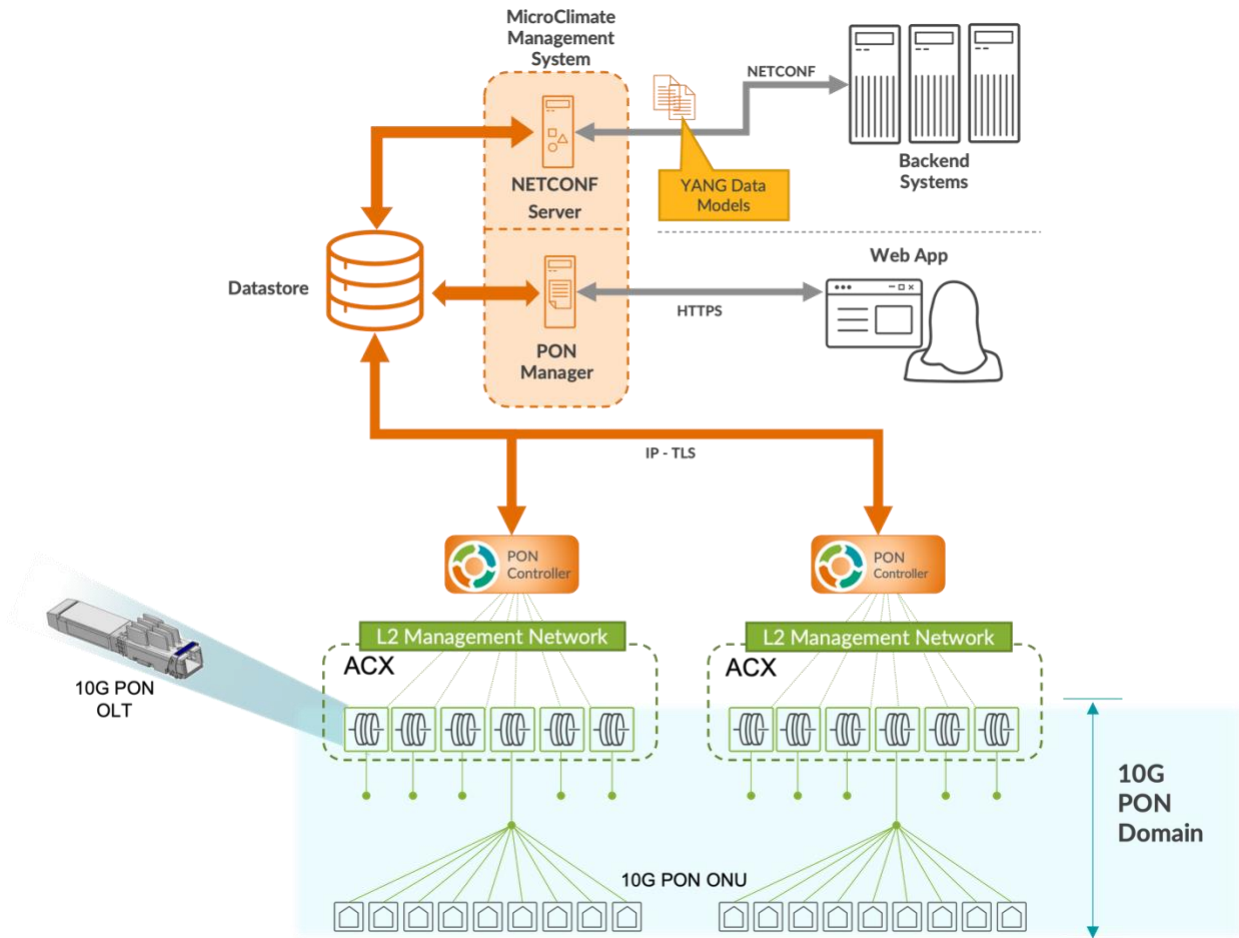 MicroClimate
Management
System
NETCONF
Backend
Systems
YANG Data
Models
NETCONF
Server
Web App
Datastore
HTTPS
PON
Manager
IP - TLS
PON
Controller
PON
Controller
L2 Management Network
L2 Management Network
ACX
ACX
10G PON
OLT
10G
PON
Domain
10G PON ONU